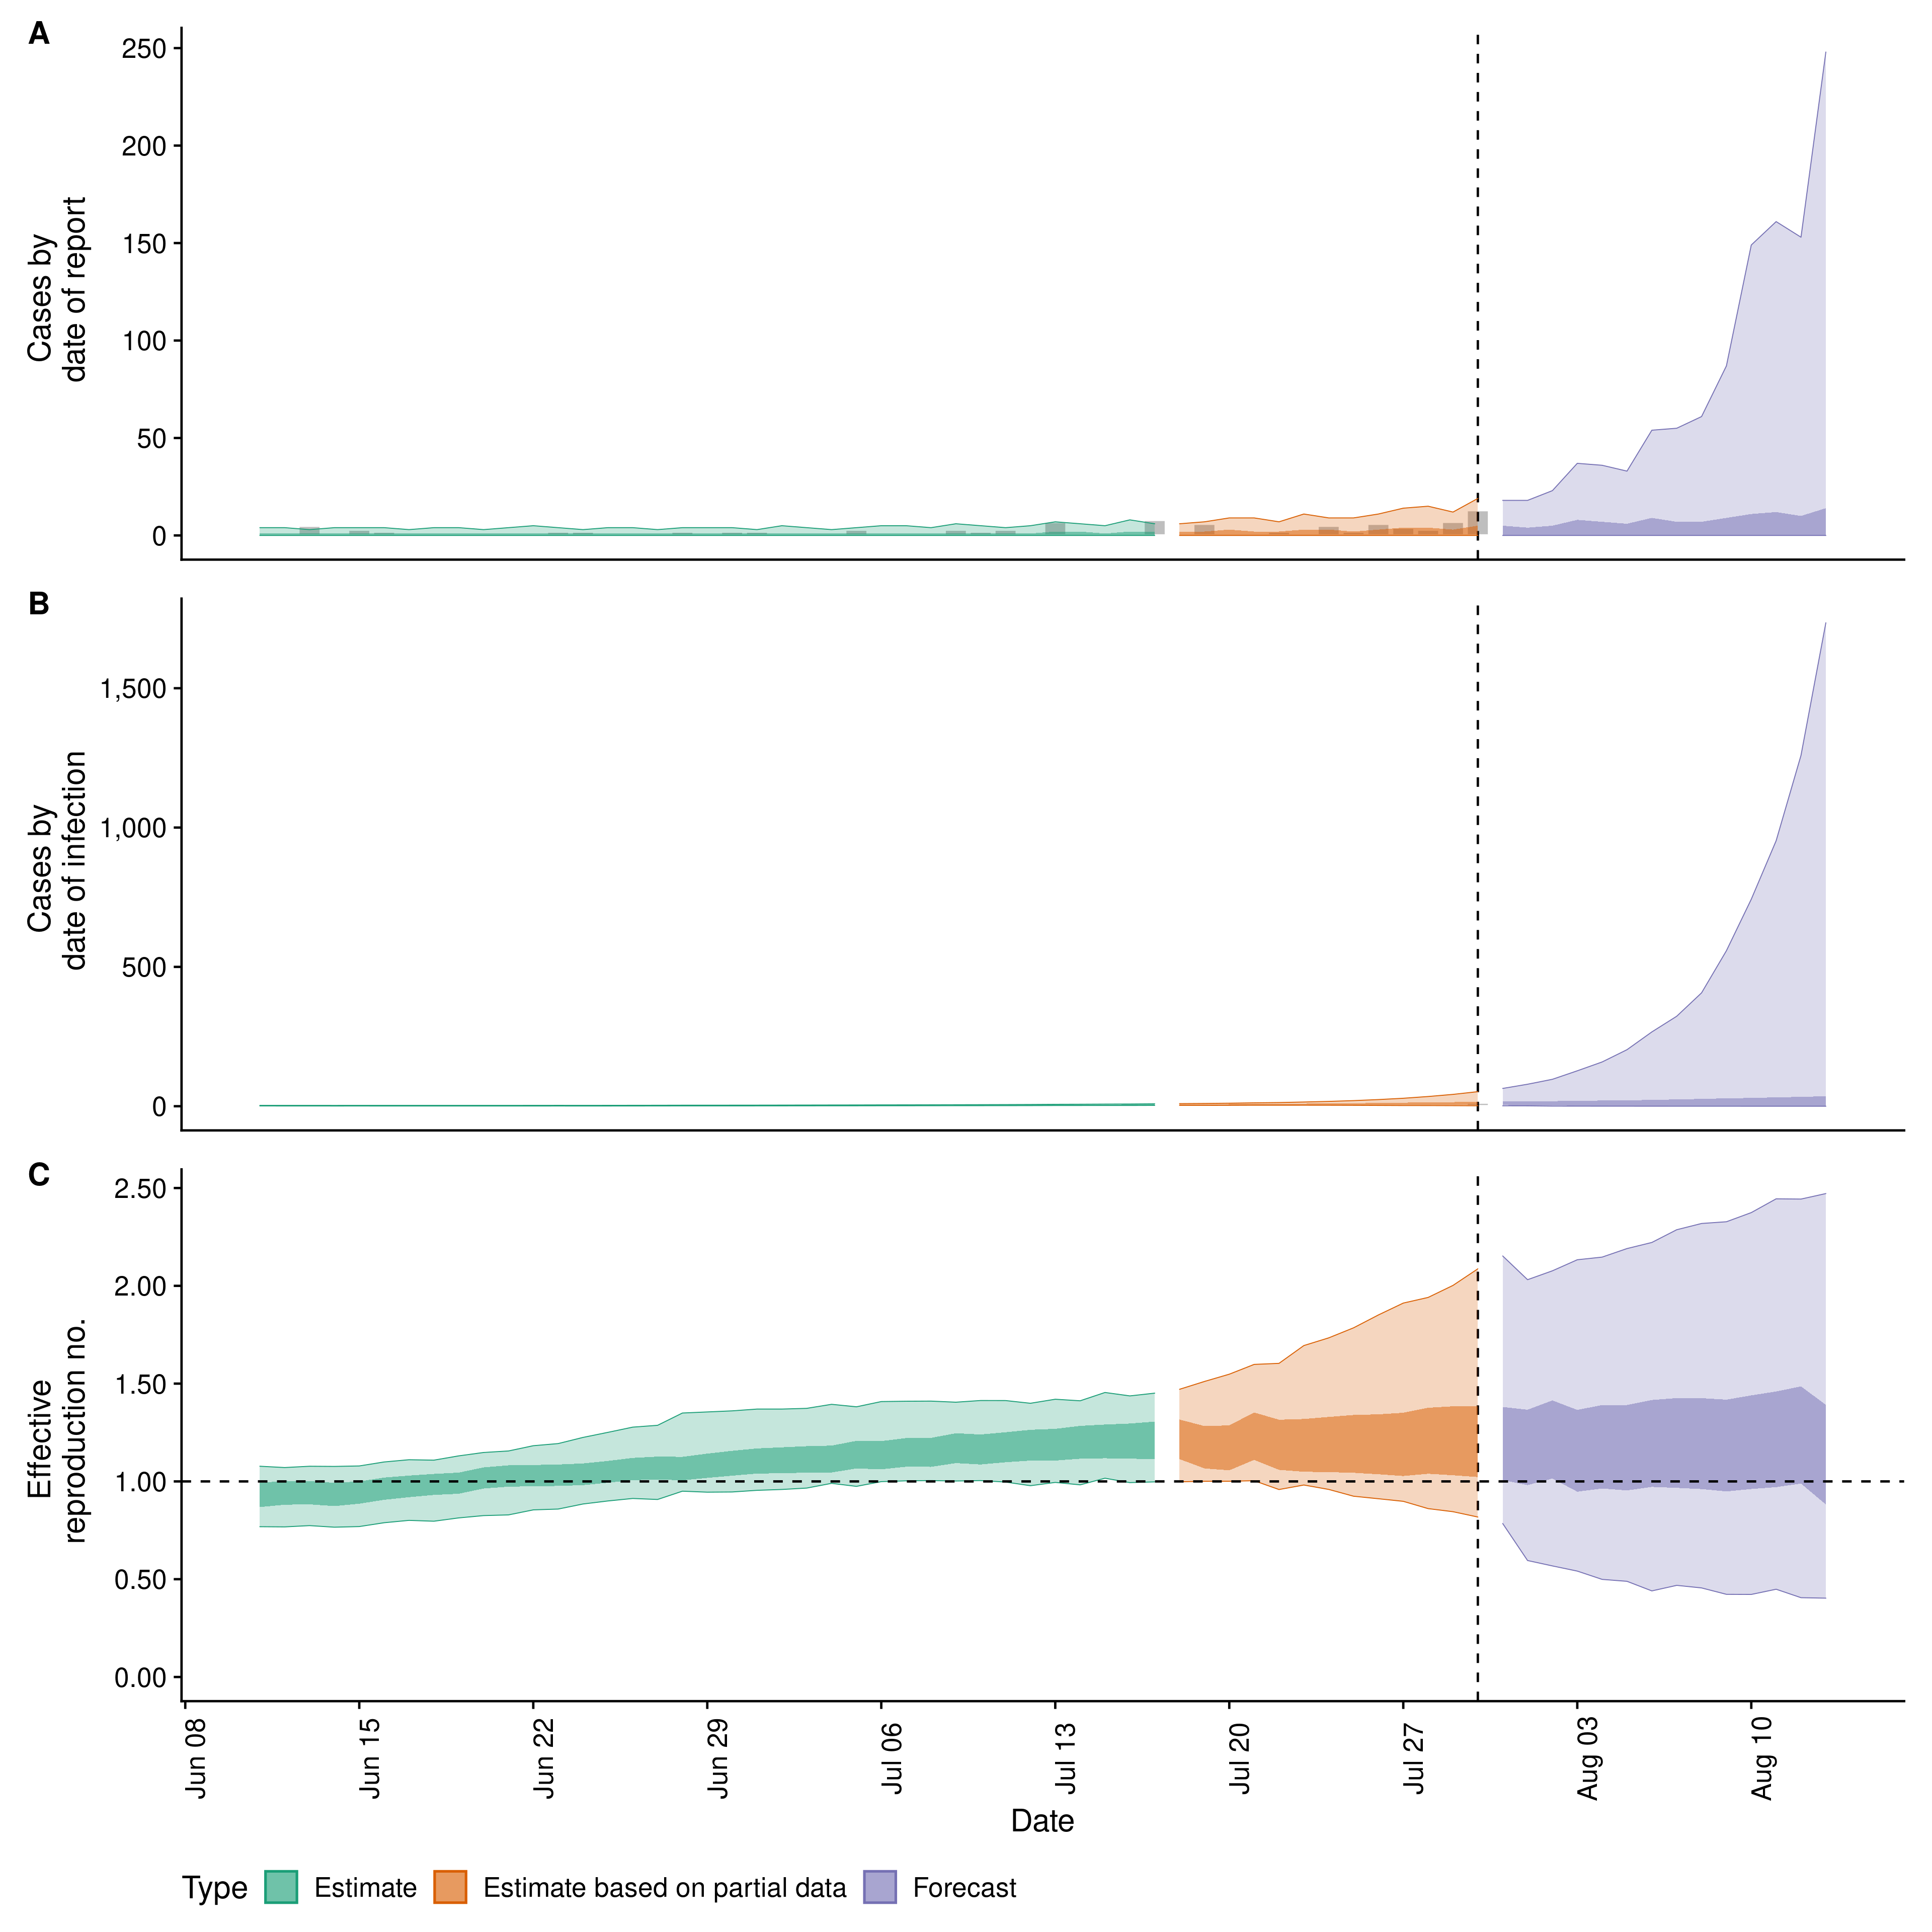 A
250
200
150
100
50
0
Cases by
date of report
B
1,500
1,000
500
0
Cases by
date of infection
C
2.50
2.00
1.50
1.00
0.50
0.00
Effective
reproduction no.
Jun 08
Jun 15
Jun 22
Jun 29
Jul 06
Jul 13
Jul 20
Jul 27
Aug 03
Aug 10
Date
Type Estimate Estimate based on partial data Forecast